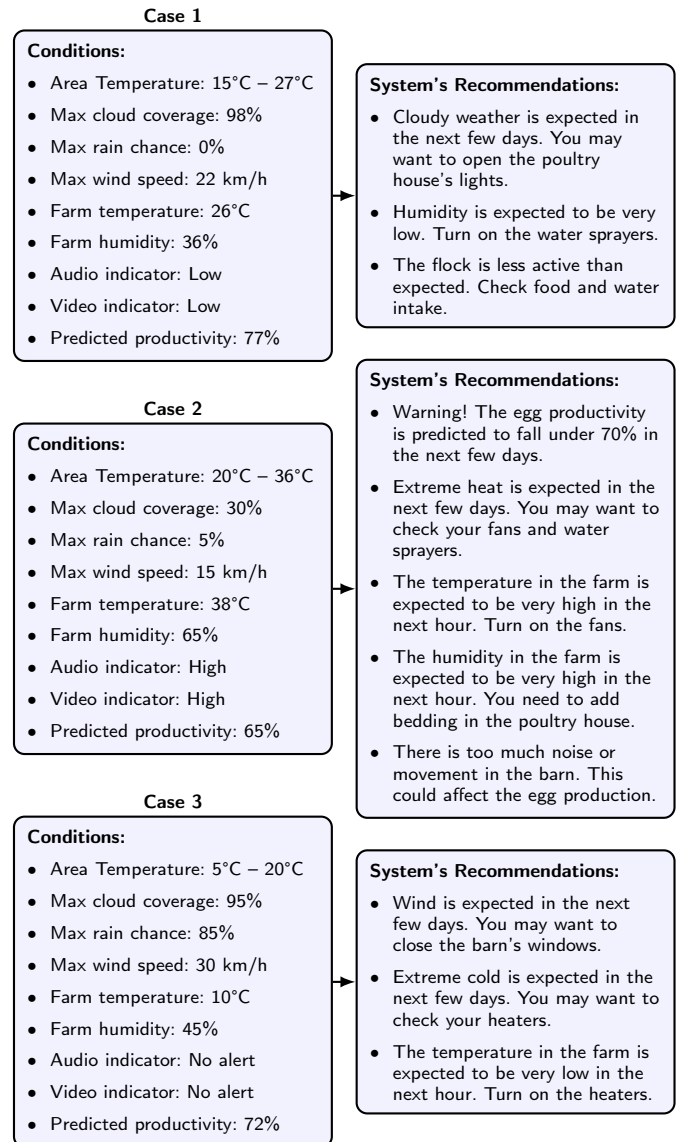 Case 1
Conditions:
• Area Temperature: 15°C – 27°C
• Max cloud coverage: 98%
• Max rain chance: 0%
• Max wind speed: 22 km/h
• Farm temperature: 26°C
• Farm humidity: 36%
• Audio indicator: Low
• Video indicator: Low
• Predicted productivity: 77%
System's Recommendations:
• Cloudy weather is expected in
the next few days. You may
want to open the poultry
house's lights.
• Humidity is expected to be very
low. Turn on the water sprayers.
• The flock is less active than
expected. Check food and water
intake.
Case 2
Conditions:
• Area Temperature: 20°C – 36°C
• Max cloud coverage: 30%
• Max rain chance: 5%
• Max wind speed: 15 km/h
• Farm temperature: 38°C
• Farm humidity: 65%
• Audio indicator: High
• Video indicator: High
• Predicted productivity: 65%
System's Recommendations:
• Warning! The egg productivity
is predicted to fall under 70% in
the next few days.
• Extreme heat is expected in the
next few days. You may want to
check your fans and water
sprayers.
• The temperature in the farm is
expected to be very high in the
next hour. Turn on the fans.
• The humidity in the farm is
expected to be very high in the
next hour. You need to add
bedding in the poultry house.
• There is too much noise or
movement in the barn. This
could affect the egg production.
Case 3
Conditions:
• Area Temperature: 5°C – 20°C
• Max cloud coverage: 95%
• Max rain chance: 85%
• Max wind speed: 30 km/h
• Farm temperature: 10°C
• Farm humidity: 45%
• Audio indicator: No alert
• Video indicator: No alert
• Predicted productivity: 72%
System's Recommendations:
• Wind is expected in the next
few days. You may want to
close the barn's windows.
• Extreme cold is expected in the
next few days. You may want to
check your heaters.
• The temperature in the farm is
expected to be very low in the
next hour. Turn on the heaters.